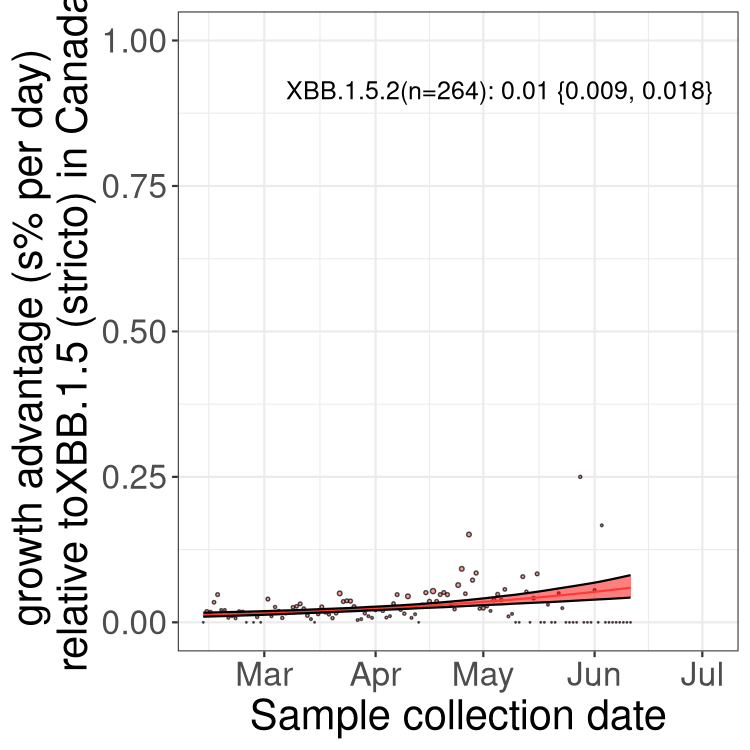 growth advantage (s% per day)
relative toXBB.1.5 (stricto) in Canada
1.00
0.75
0.50
0.25
0.00
XBB.1.5.2(n=264): 0.01 {0.009, 0.018}
Mar Apr May Jun Jul
Sample collection date